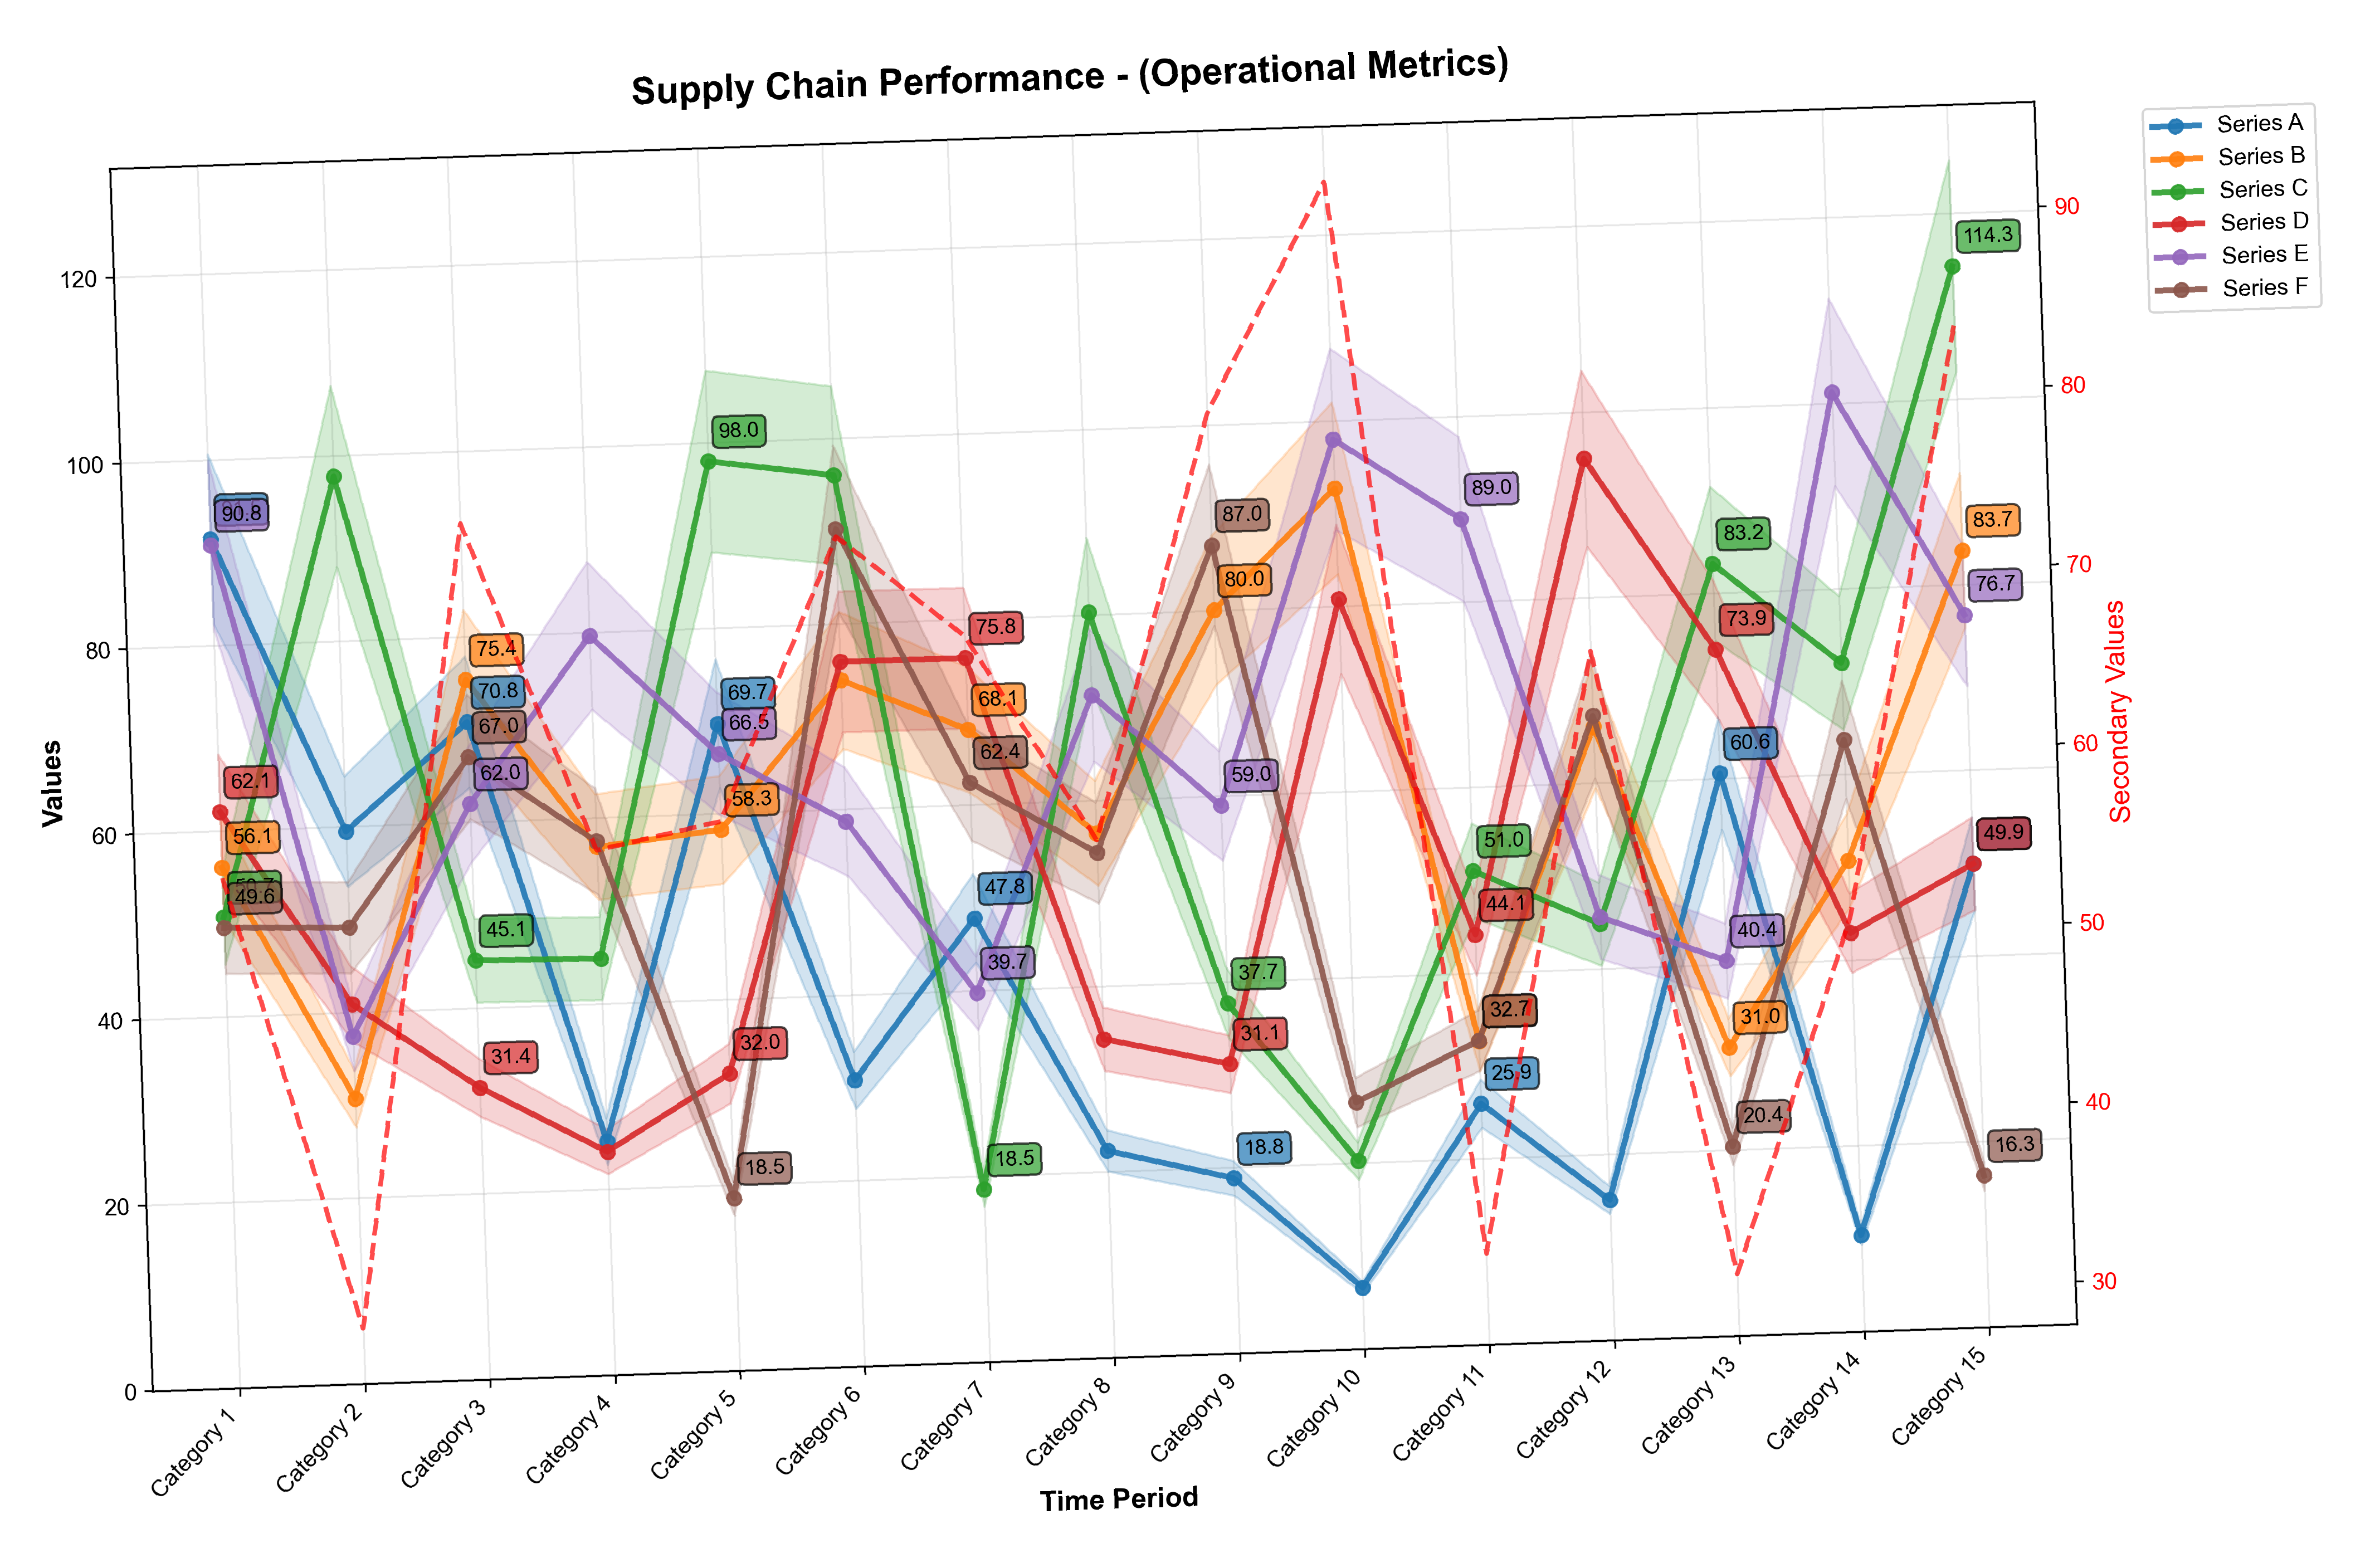 Supply Chain Performance - (Operational Metrics)
Series A
Series B
Series C
Series D
Series E
Series F
Values
120
100
80
60
40
20
0
90
80
70
60
50
40
30
Secondary Values
90.8
62.1
56.1
49.6
75.4
70.8
67.0
62.0
45.1
31.4
98.0
69.7
66.5
58.3
32.0
18.5
75.8
68.1
62.4
47.8
39.7
18.5
87.0
80.0
59.0
37.7
31.1
18.8
89.0
51.0
44.1
32.7
25.9
83.2
73.9
60.6
40.4
31.0
20.4
114.3
83.7
76.7
49.9
16.3
Category 1
Category 2
Category 3
Category 4
Category 5
Category 6
Category 7
Category 8
Category 9
Category 10
Category 11
Category 12
Category 13
Category 14
Category 15
Time Period